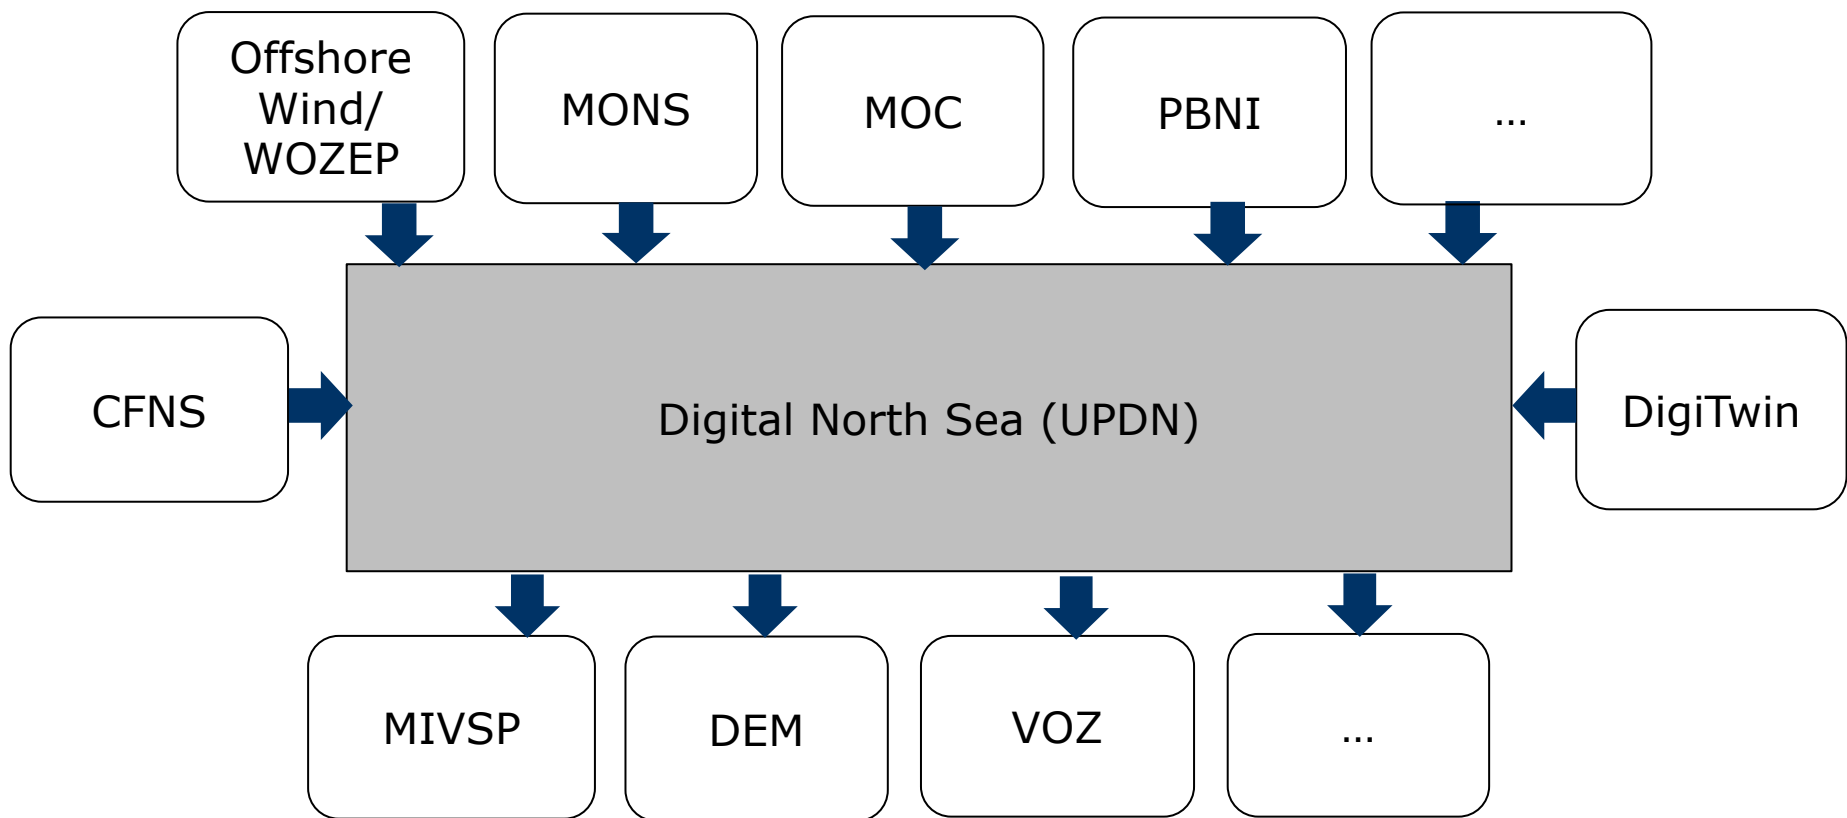 Offshore
Wind/
WOZEP
MONS
MOC
PBNI
...
CFNS
Digital North Sea (UPDN)
DigiTwin
MIVSP
DEM
VOZ
...